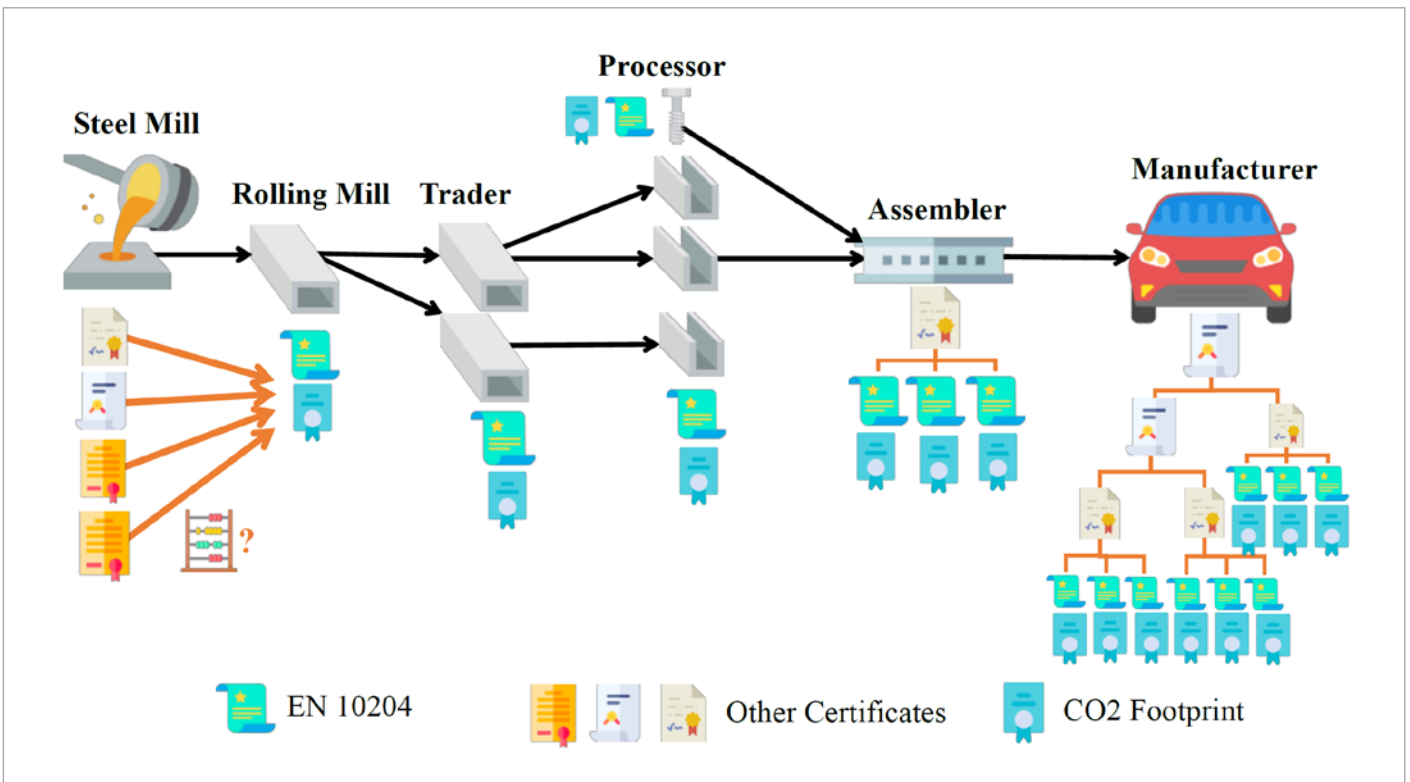 Processor
Steel Mill
Manufacturer
Rolling Mill
Trader
Assembler
?
EN 10204
Other Certificates
CO2 Footprint